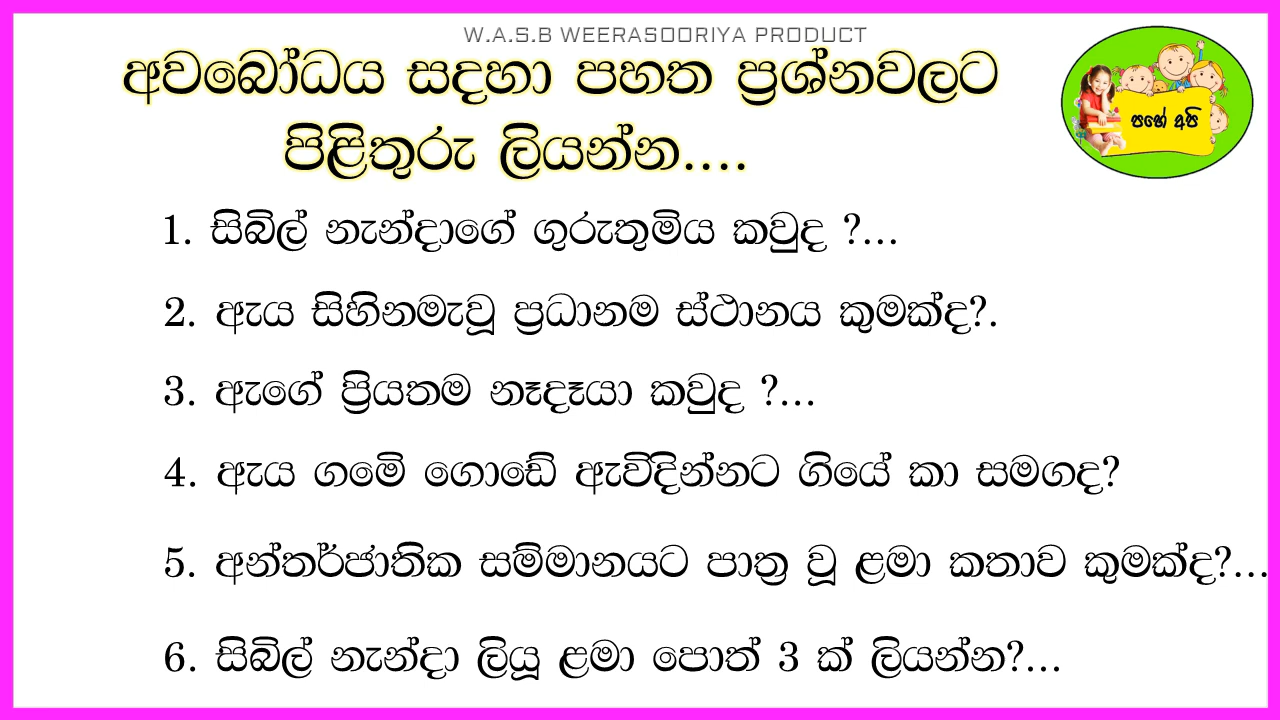 W.A.S.B WEERASOORIYA PRODUCT
අවබෝධය සදහා පහත ප්‍රශ්නවලට
පිළිතුරු ලියන්න....
පහේ අපි
1. සිබිල් නැන්දාගේ ගුරුතුමිය කවුද ?...
2. ඇය සිහිනමැවූ ප්‍රධානම ස්ථානය කුමක්ද?.
3. ඇගේ ප්‍රියතම නෑදෑයා කවුද ?...
4. ඇය ගමේ ගොඩේ ඇවිදින්නට ගියේ කා සමගද?
5. අන්තර්ජාතික සම්මානයට පාත්‍ර වූ ළමා කතාව කුමක්ද?...
6. සිබිල් නැන්දා ලියූ ළමා පොත් 3 ක් ලියන්න?...